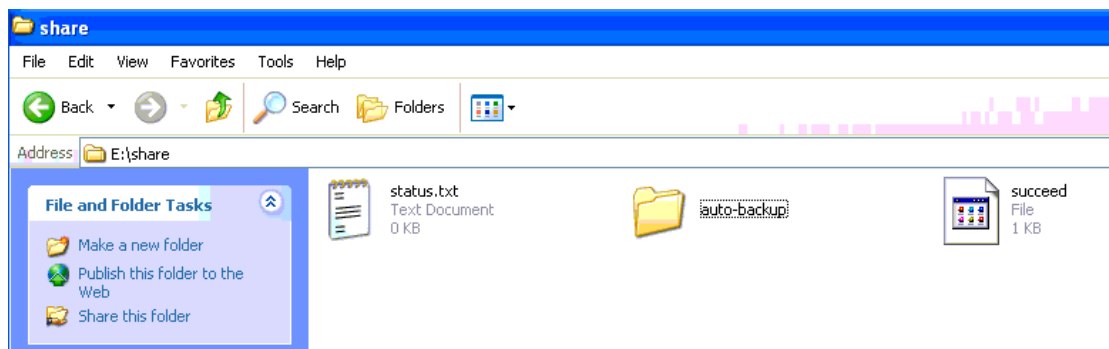 share
File Edit View Favorites Tools Help
Back Search Folders
Address E:\share
File and Folder Tasks
Make a new folder
Publish this folder to the
Web
Share this folder
status.txt
Text Document
0 KB
auto-backup
succeed
File
1 KB